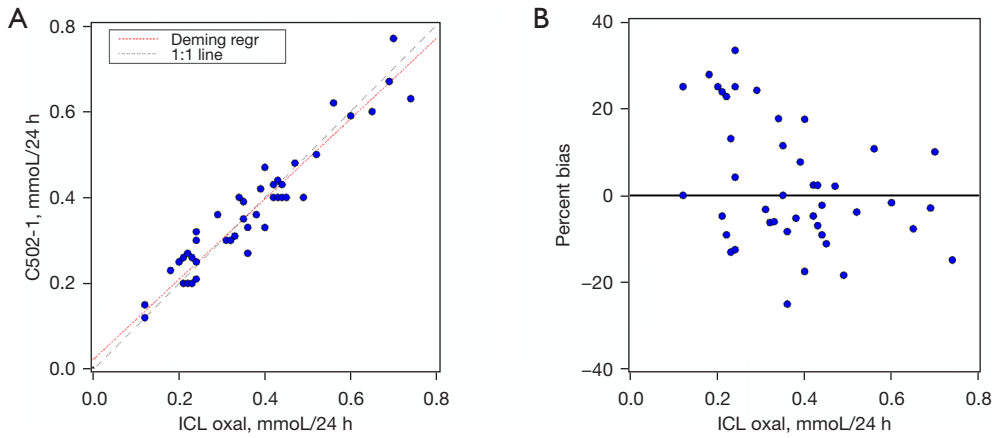 A
0.8
0.6
0.4
0.2
0.0
C502-1, mmoL/24 h
Deming regr
1:1 line
0.0 0.2 0.4 0.6 0.8
ICL oxal, mmoL/24 h
B
40
20
0
−20
−40
Percent bias
0.0 0.2 0.4 0.6 0.8
ICL oxal, mmoL/24 h